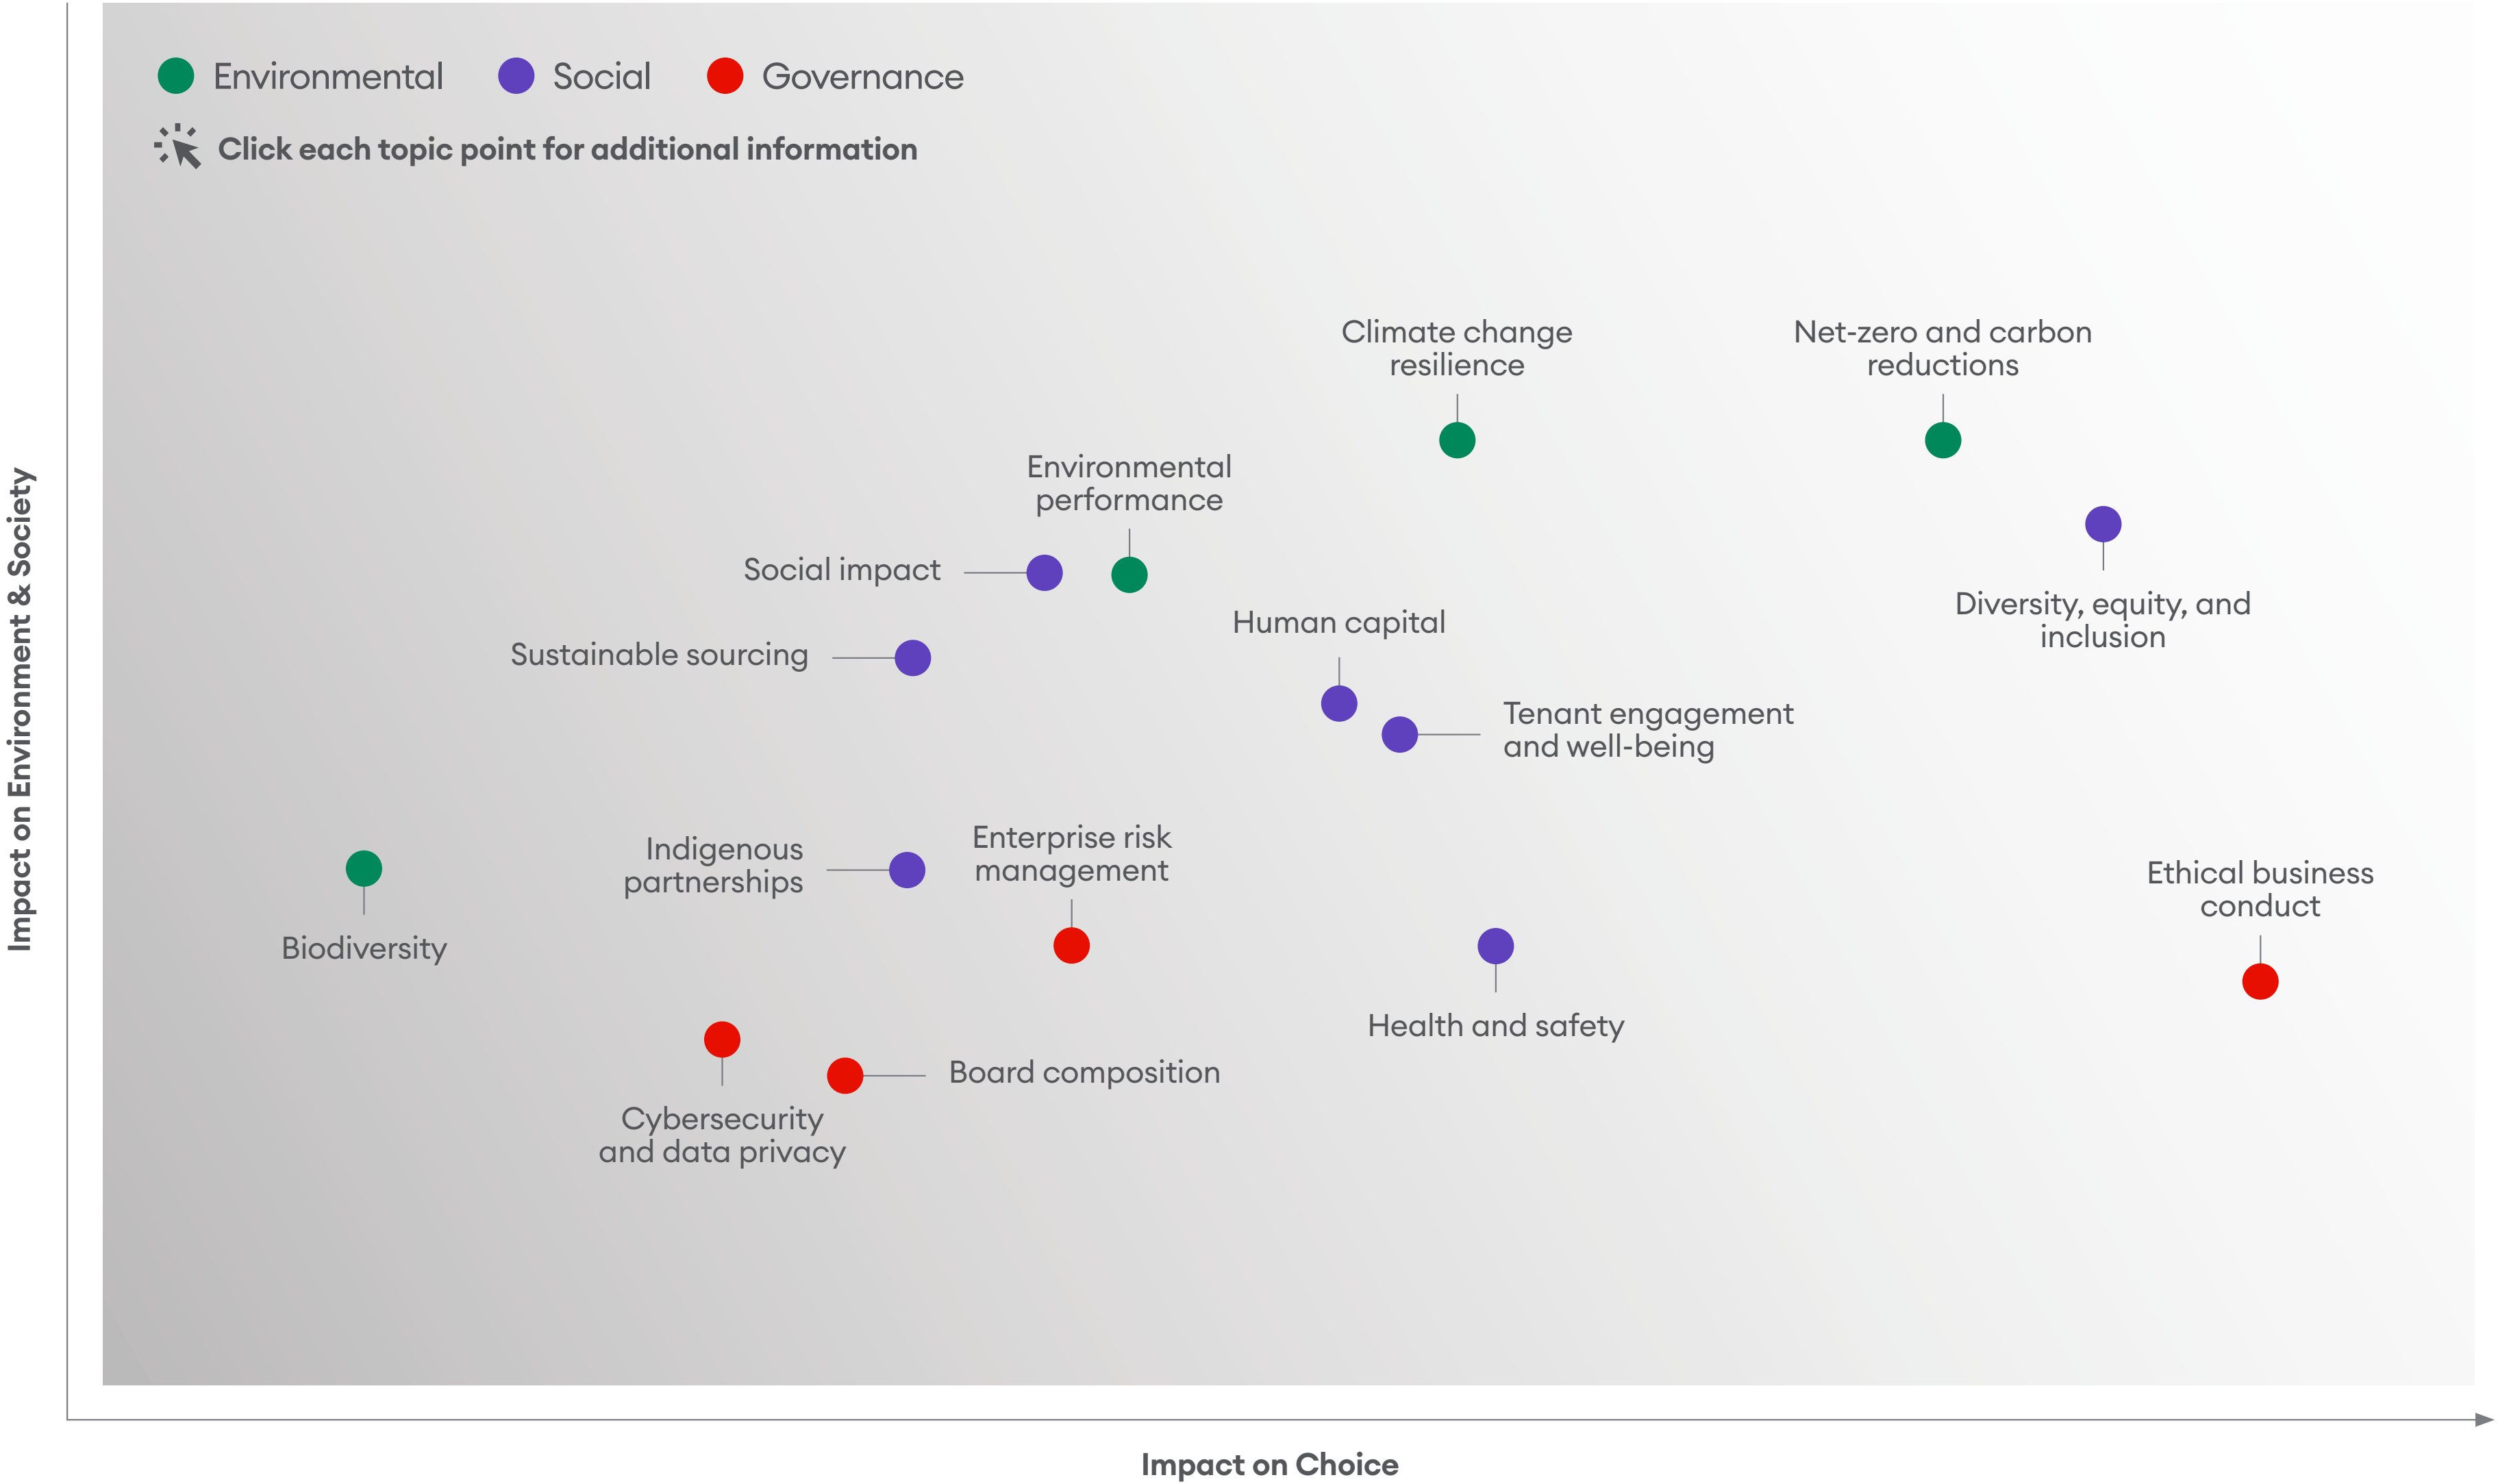 Environmental
Social
Governance
Click each topic point for additional information
Impact on Environment & Society
Climate change
resilience
Net-zero and carbon
reductions
Environmental
performance
Social impact
Diversity, equity, and
inclusion
Human capital
Sustainable sourcing
Tenant engagement
and well-being
Indigenous
partnerships
Enterprise risk
management
Ethical business
conduct
Biodiversity
Health and safety
Board composition
Cybersecurity
and data privacy
Impact on Choice